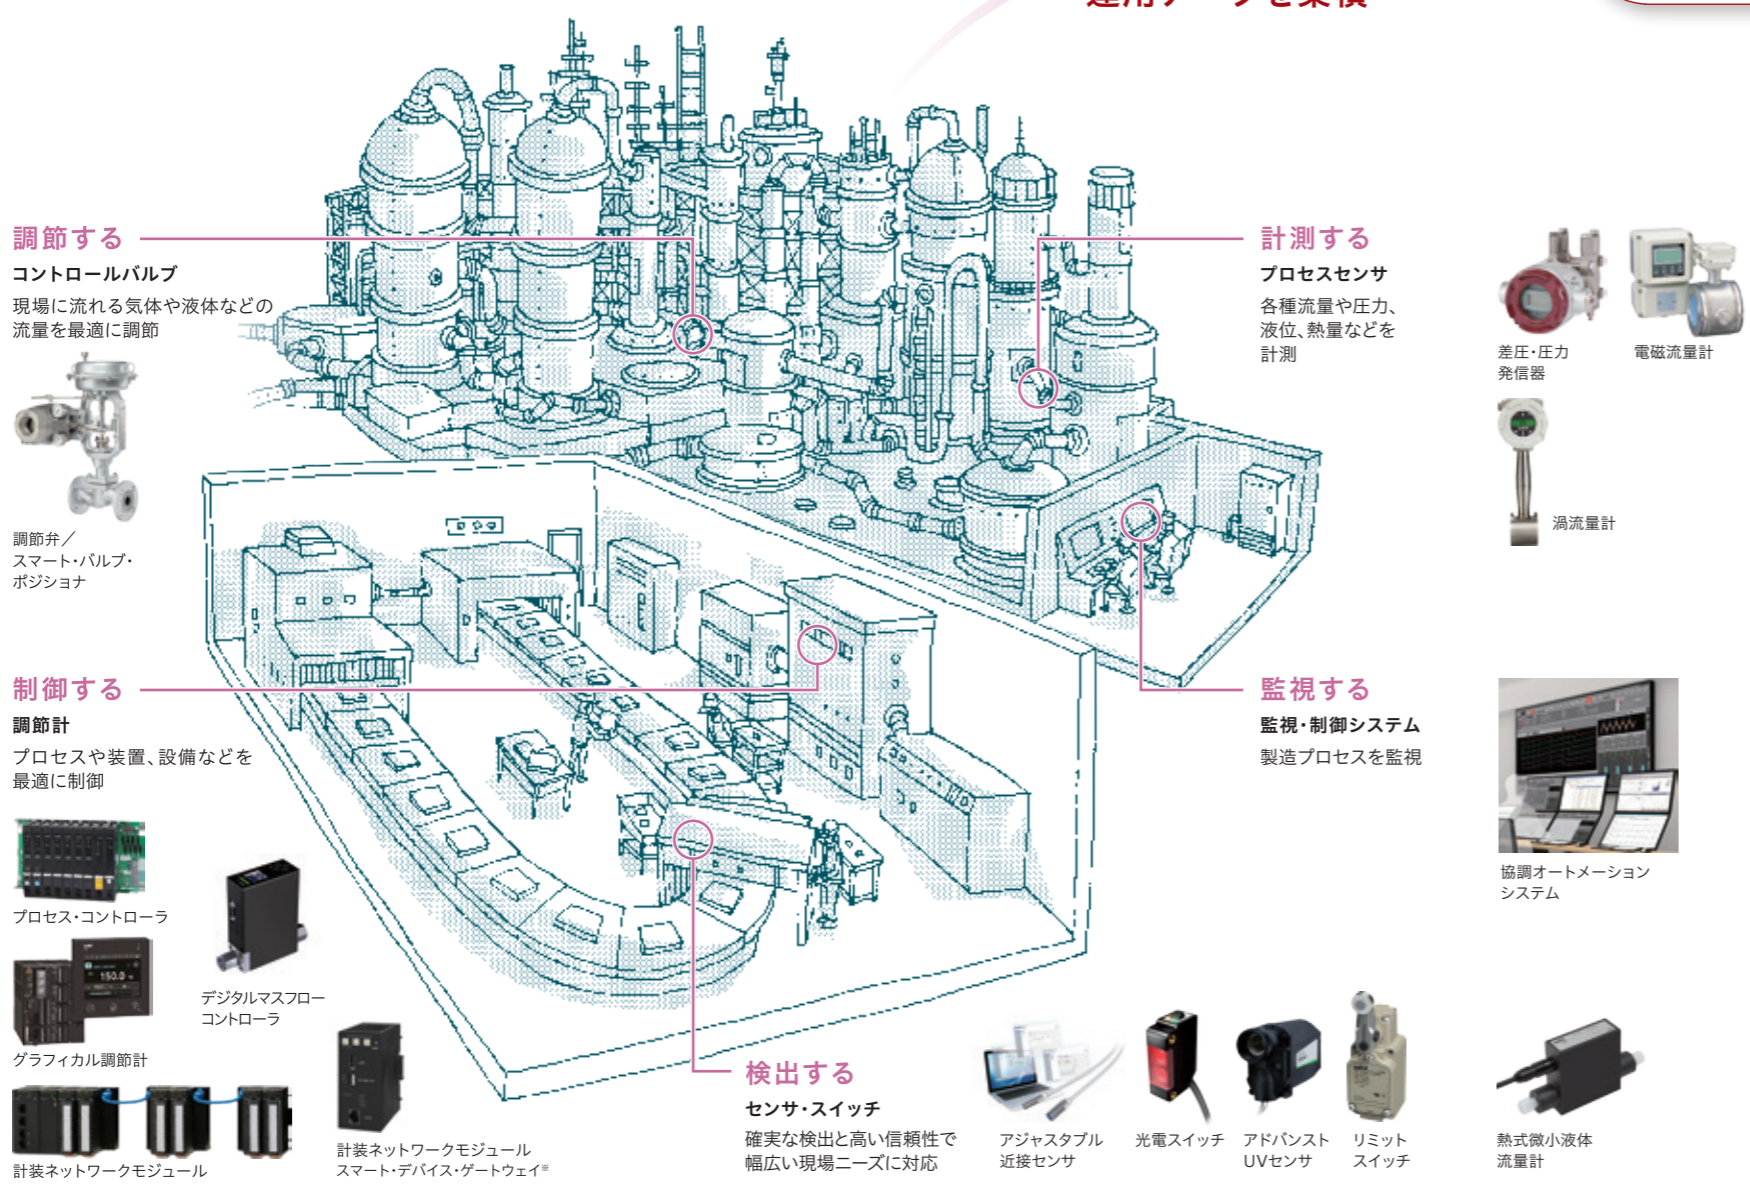 調節する
コントロールバルブ
現場に流れる気体や液体などの
流量を最適に調節
調節弁／
スマート・バルブ・
ポジショナ
計測する
プロセスセンサ
各種流量や圧力、
液位、熱量などを
計測
差圧・圧力
発信器
電磁流量計
渦流量計
制御する
調節計
プロセスや装置、設備などを
最適に制御
プロセス・コントローラ
デジタルマスフロー
コントローラ
150.0
グラフィカル調節計
計装ネットワークモジュール
計装ネットワークモジュール
スマート・デバイス・ゲートウェイ※
監視する
監視・制御システム
製造プロセスを監視
協調オートメーション
システム
検出する
センサ・スイッチ
確実な検出と高い信頼性で
幅広い現場ニーズに対応
アジャスタブル
近接センサ
光電スイッチ
アドバンスト
UVセンサ
リミット
スイッチ
熱式微小液体
流量計